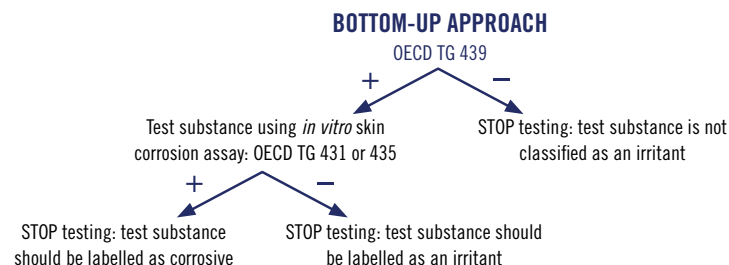 BOTTOM-UP APPROACH
OECD TG 439
+
−
Test substance using in vitro skin
corrosion assay: OECD TG 431 or 435
STOP testing: test substance is not
classified as an irritant
+
−
STOP testing: test substance
should be labelled as corrosive
STOP testing: test substance should
be labelled as an irritant